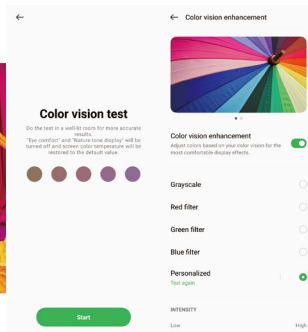 Color vision test
Do the test in a well-lit room for more accurate
results.
"Eye comfort" and "Nature tone display" will be
turned off and screen color temperature will be
restored to the default value.
Start
Color vision enhancement
Color vision enhancement
Adjust colors based on your color vision for the
most comfortable display effects.
Grayscale
Red filter
Green filter
Blue filter
Personalized
Test again
INTENSITY
Low
High